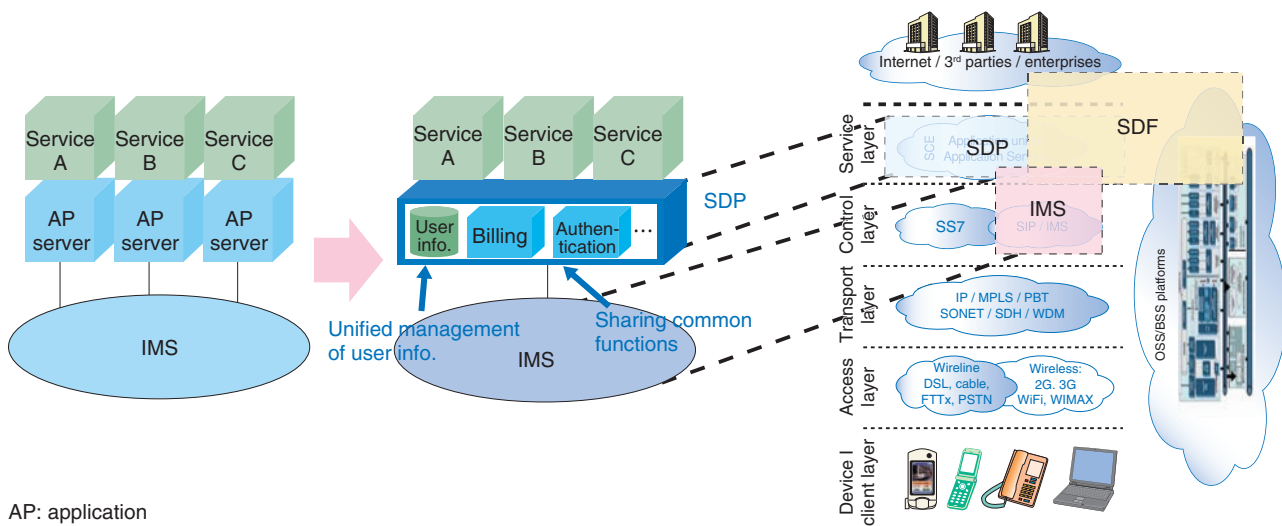 Service
A
Service
B
Service
C
AP
server
AP
server
AP
server
IMS
Service
A
Service
B
Service
C
SDP
User
info.
Billing
Authen-
tication
...
Unified management
of user info.
Sharing common
functions
IMS
Internet / 3rd parties / enterprises
Service
layer
SCE
Application
Application
SDP
SDF
Control
layer
SS7
SIP / IMS
IMS
Transport
layer
IP / MPLS / PBT
SONET / SDH / WDM
Access
layer
Wireline
DSL, cable,
FTTx, PSTN
Wireless:
2G. 3G
WiFi, WIMAX
Device I
client layer
OSS/BSS platforms
AP: application